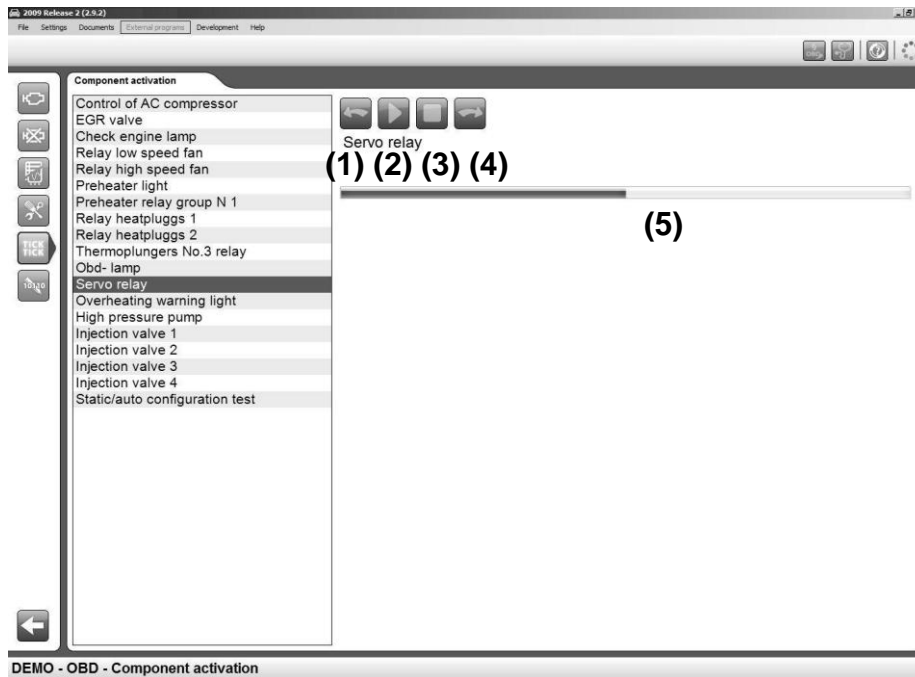 2009 Release 2 (2.9.2)
File Settings Documents External programs Development Help
Component activation
Control of AC compressor
EGR valve
Check engine lamp
Relay low speed fan
Relay high speed fan
Preheater light
Preheater relay group N 1
Relay heatpluggs 1
Relay heatpluggs 2
Thermoplungers No.3 relay
Obd- lamp
Servo relay
Overheating warning light
High pressure pump
Injection valve 1
Injection valve 2
Injection valve 3
Injection valve 4
Static/auto configuration test
Servo relay
(1) (2) (3) (4)
(5)
TICK
TICK
10110
DEMO - OBD - Component activation